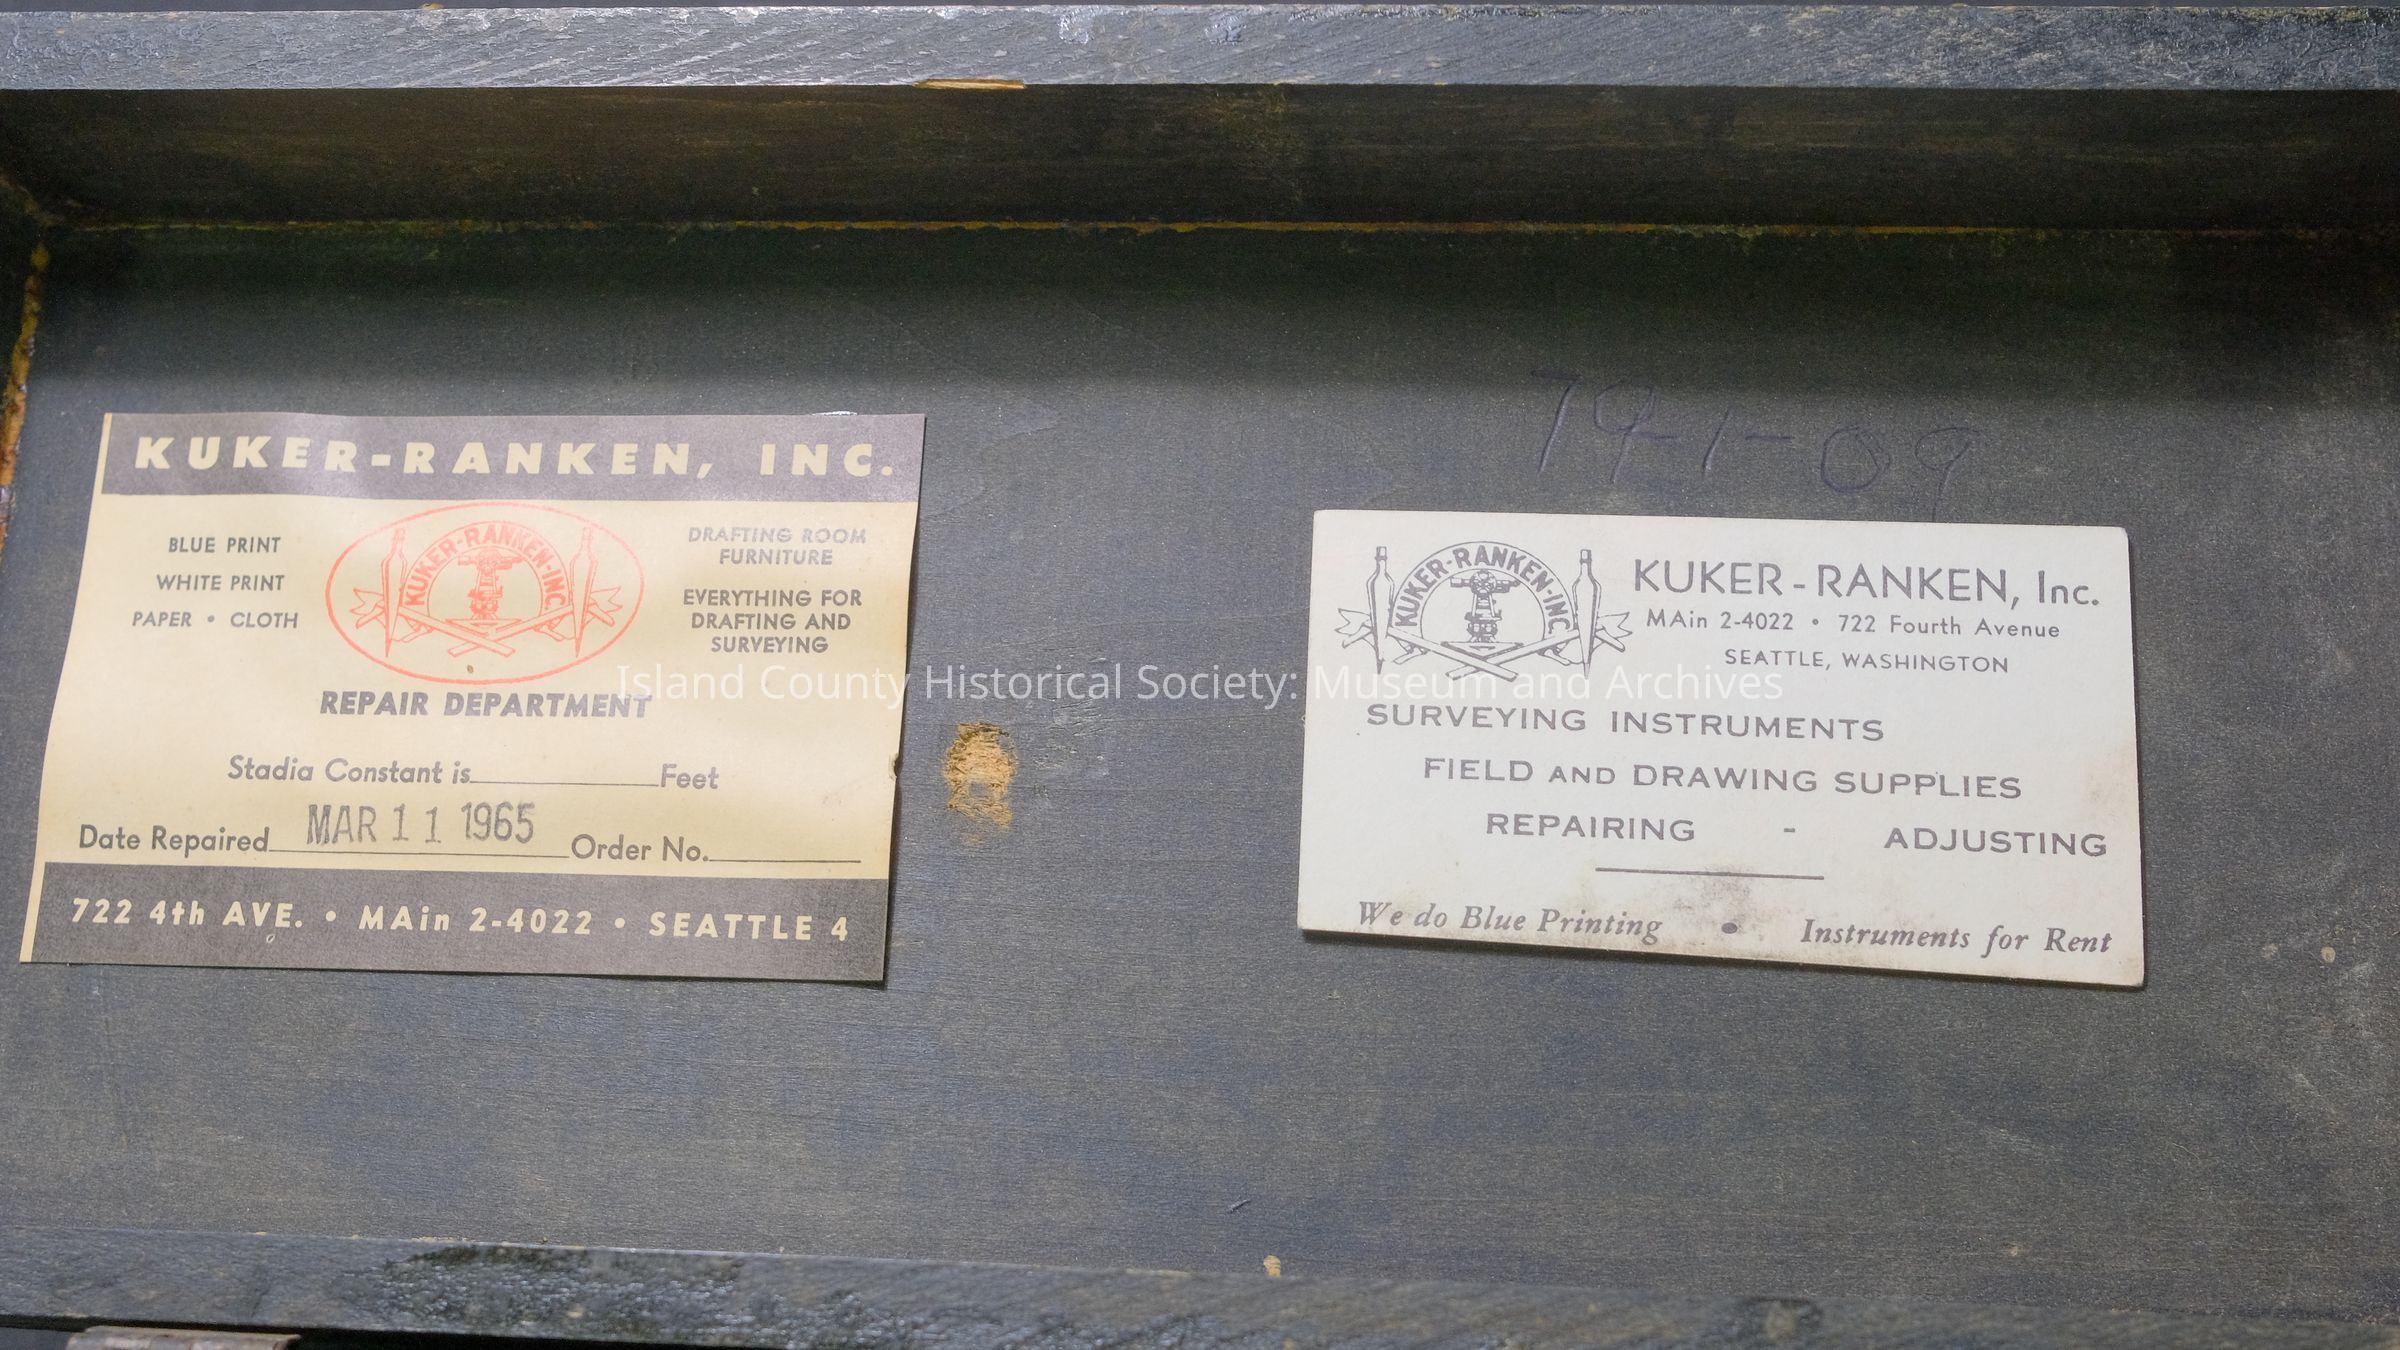 KUKER-RANKEN, INC.
BLUE PRINT
WHITE PRINT
PAPER • CLOTH
KUKER-RANKEN-INC.
DRAFTING ROOM
FURNITURE
EVERYTHING FOR
DRAFTING AND
SURVEYING
REPAIR DEPARTMENT
Stadia Constant is Feet
Date Repaired MAR 11 1965 Order No.
722 4th AVE. • MAin 2-4022 • SEATTLE 4
79-1-09
KUKER-RANKEN-INC.
KUKER-RANKEN, Inc.
MAin 2-4022 • 722 Fourth Avenue
SEATTLE, WASHINGTON
SURVEYING INSTRUMENTS
FIELD AND DRAWING SUPPLIES
REPAIRING - ADJUSTING
We do Blue Printing • Instruments for Rent
Island County Historical Society: Museum and Archives